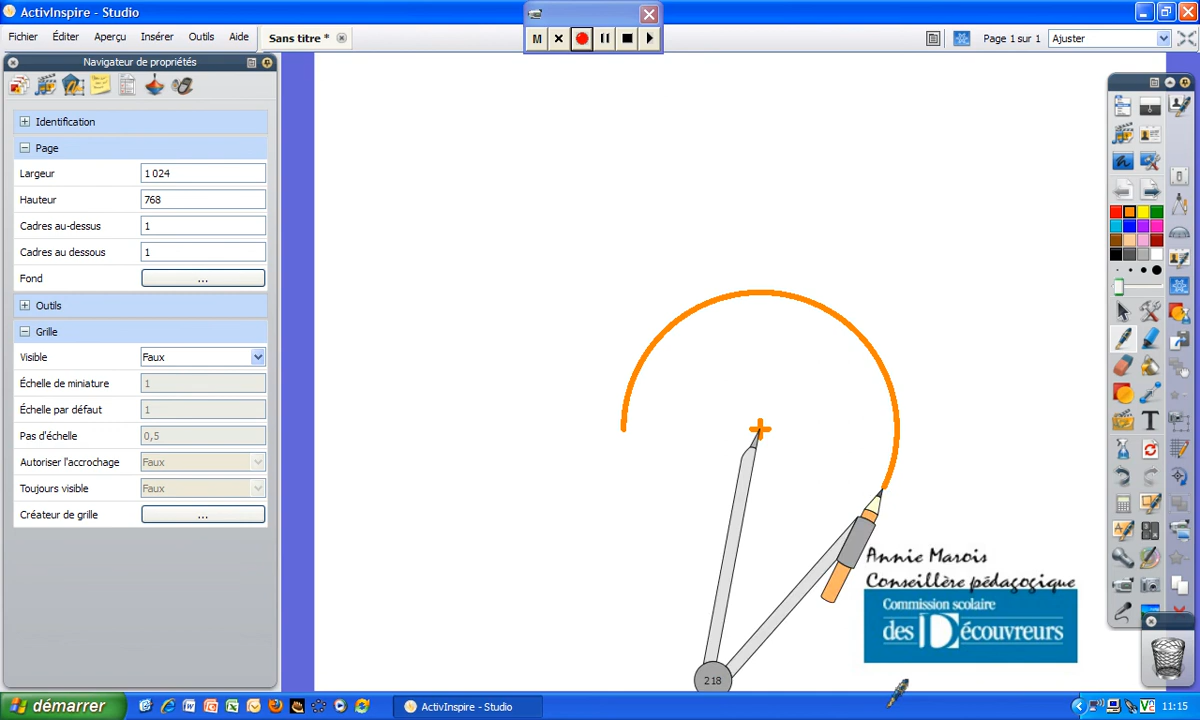 ActivInspire - Studio
Fichier Éditer Aperçu Insérer Outils Aide
Sans titre *
M
Page 1 sur 1
Ajuster
Navigateur de propriétés
Identification
Page
Largeur 1 024
Hauteur 768
Cadres au-dessus 1
Cadres au dessous 1
Fond ...
Outils
Grille
Visible Faux
Échelle de miniature 1
Échelle par défaut 1
Pas d'échelle 0,5
Autoriser l'accrochage Faux
Toujours visible Faux
Créateur de grille ...
Annie Marois
Conseillère pédagogique
Commission scolaire
des Découvreurs
218
démarrer
ActivInspire - Studio
11:15